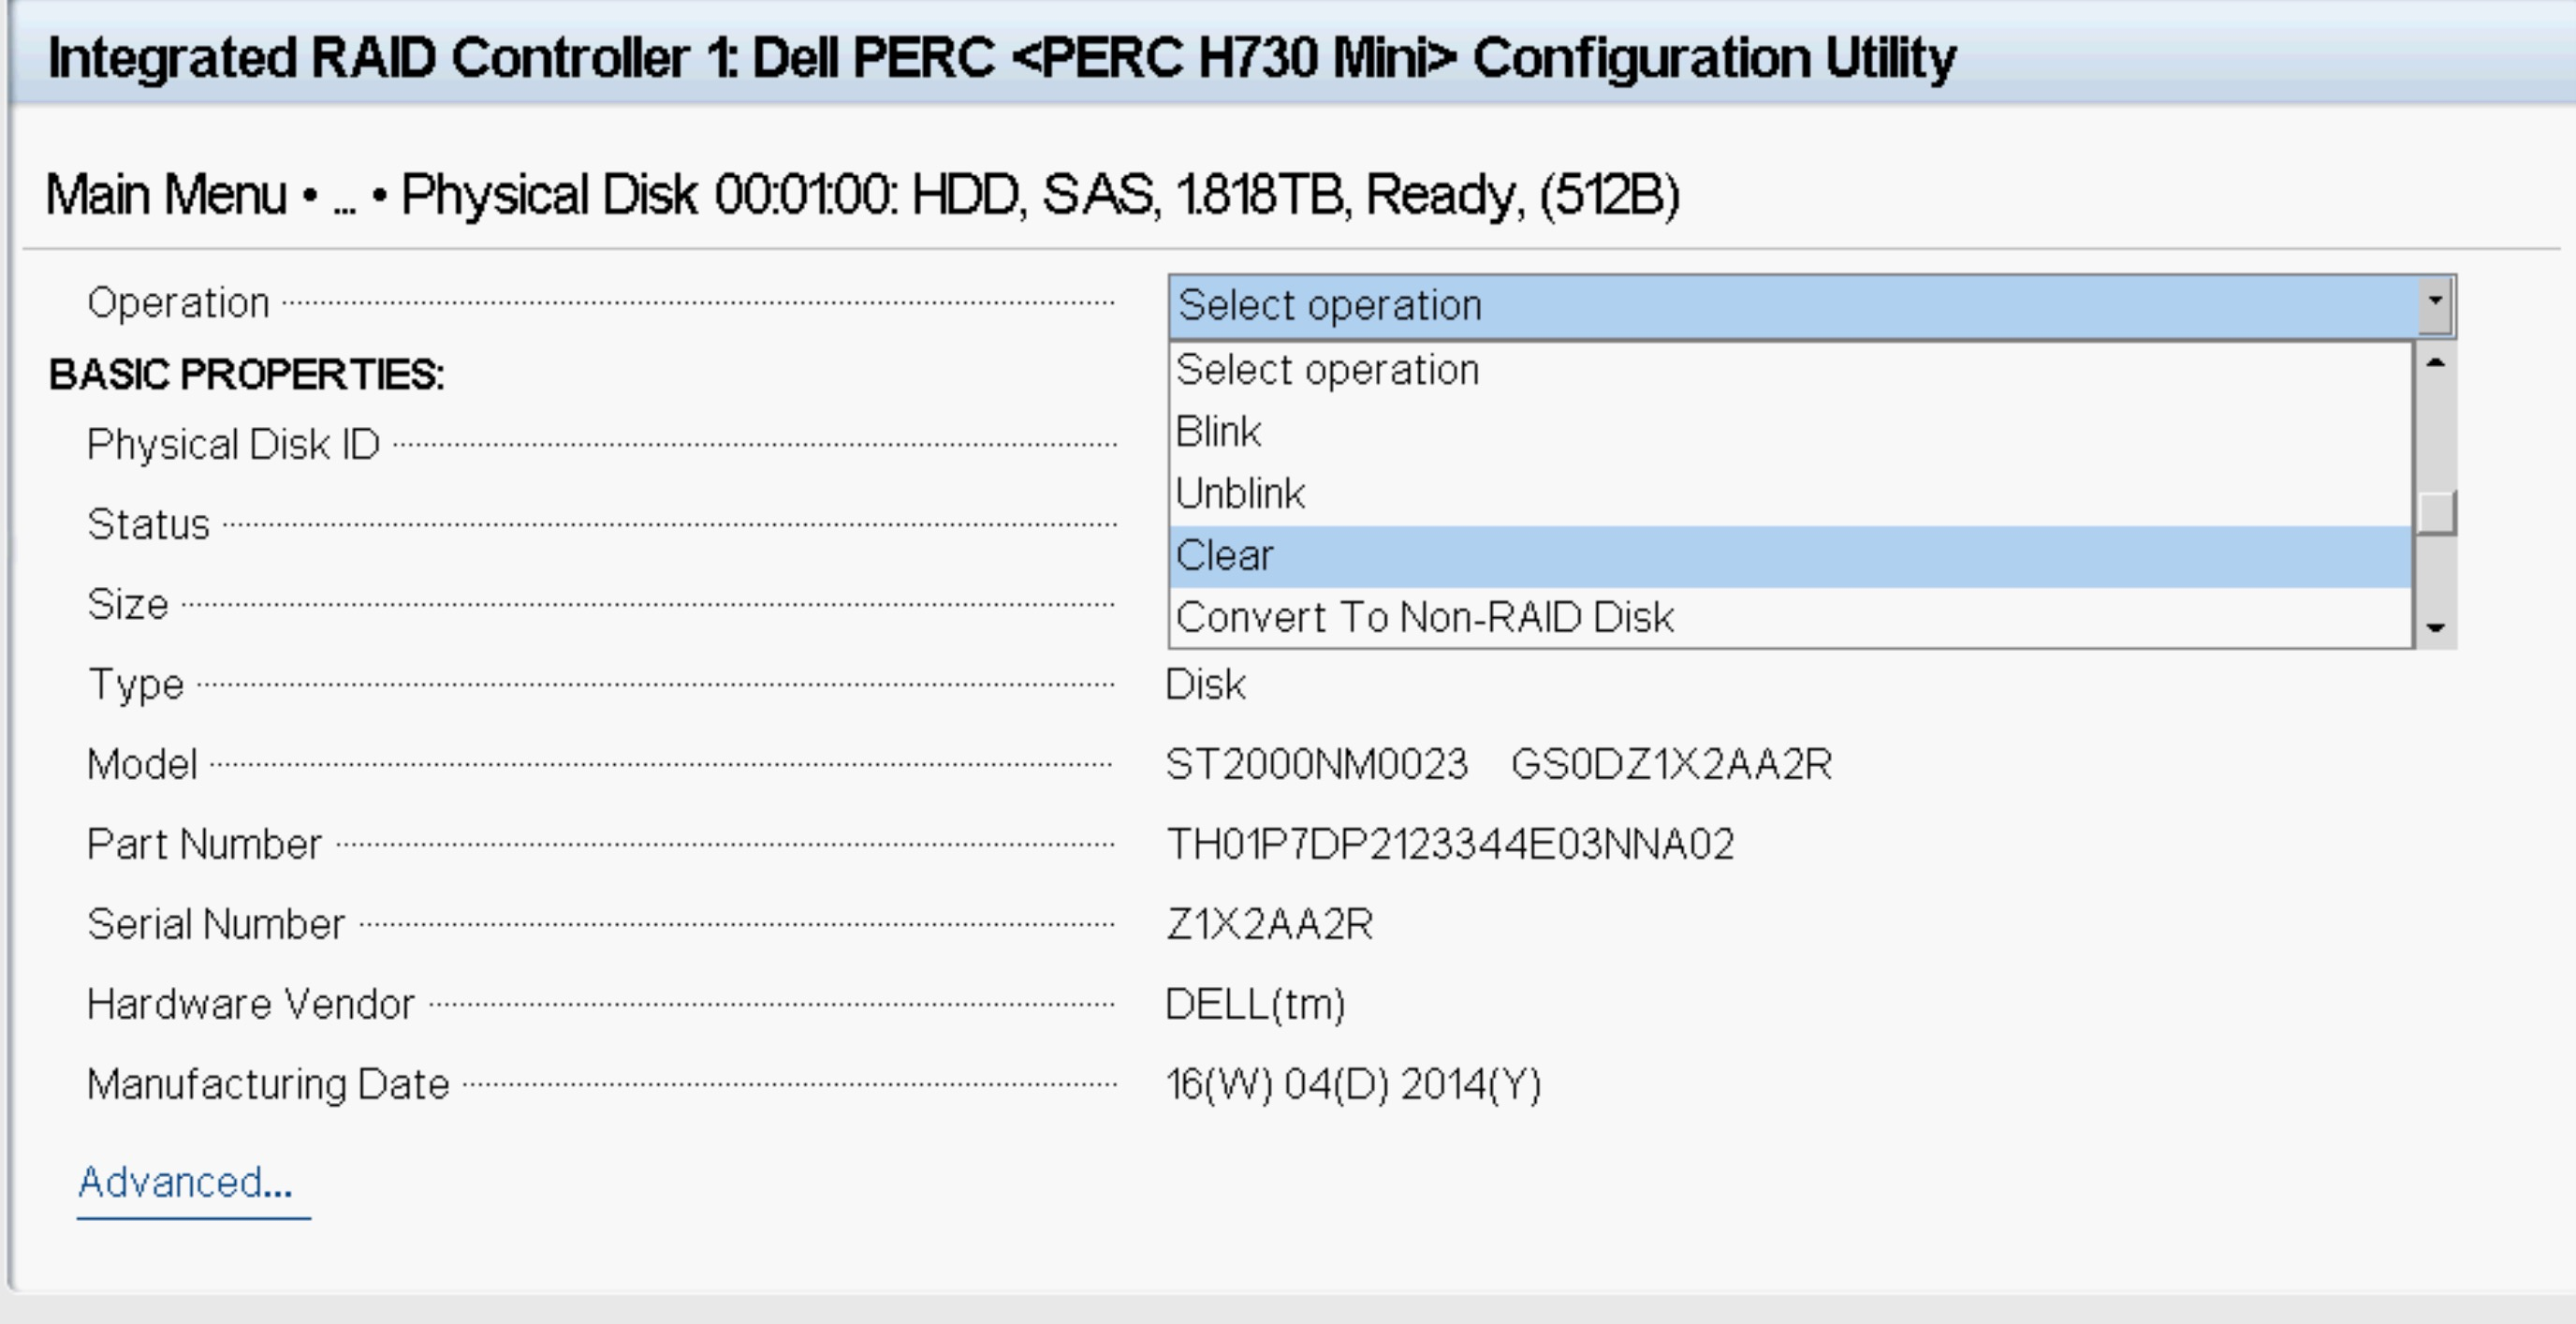 Integrated RAID Controller 1: Dell PERC <PERC H730 Mini> Configuration Utility
Main Menu • ... • Physical Disk 00:01:00: HDD, SAS, 1.818TB, Ready, (512B)
Operation
Select operation
Select operation
Blink
Unblink
Clear
Convert To Non-RAID Disk
BASIC PROPERTIES:
Physical Disk ID
Status
Size
Type Disk
Model ST2000NM0023 GS0DZ1X2AA2R
Part Number TH01P7DP2123344E03NNA02
Serial Number Z1X2AA2R
Hardware Vendor DELL(tm)
Manufacturing Date 16(W) 04(D) 2014(Y)
Advanced...